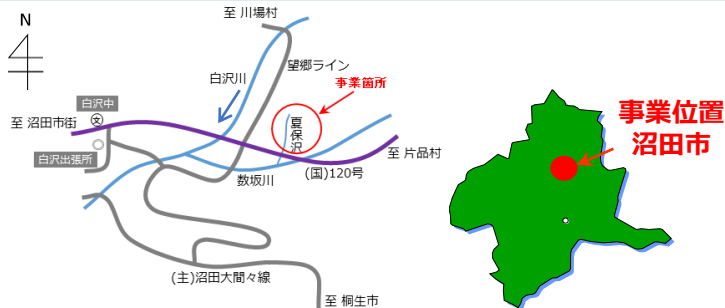 N
至 川場村
望郷ライン
白沢川
事業箇所
白沢中
文
至 沼田市街
夏保沢
白沢出張所
至 片品村
数坂川
(国)120号
(主)沼田大間々線
至 桐生市
事業位置
沼田市